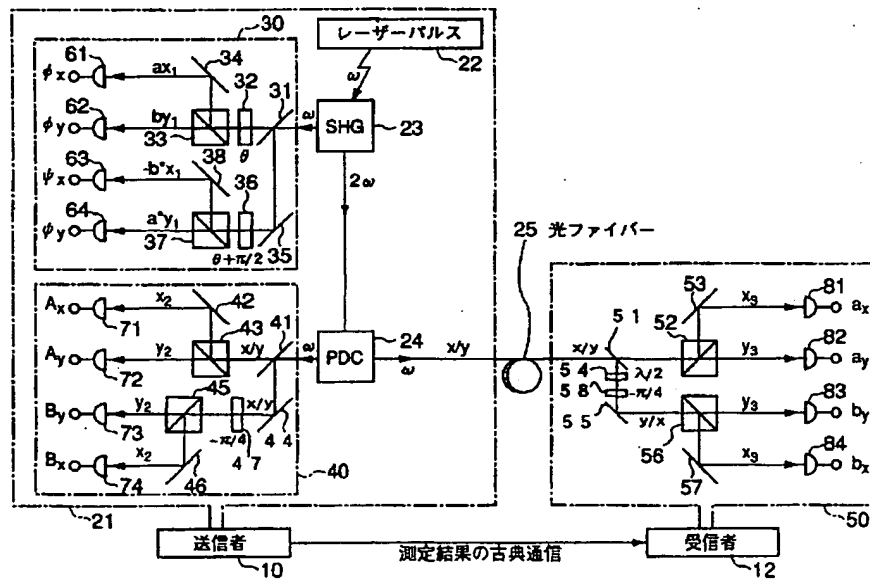 30
レーザーパルス
22
61
φx
ax₁
34
32
31
ω
62
φy
by₁
33
θ
ω
SHG
23
63
ψx
-b*x₁
38
36
2ω
64
ψy
a*y₁
37
θ+π/2
35
25 光ファイバー
Ax
x₂
42
71
Ay
y₂
43
x/y
41
ω
PDC
24
x/y
ω
72
45
By
y₂
x/y
73
-π/4
47
44
Bx
x₂
46
74
40
53
x₃
81
ax
51
52
x/y
y₃
82
ay
54
λ/2
58
-π/4
55
y/x
y₃
83
by
56
x₃
84
bx
57
50
21
送信者
10
測定結果の古典通信
受信者
12